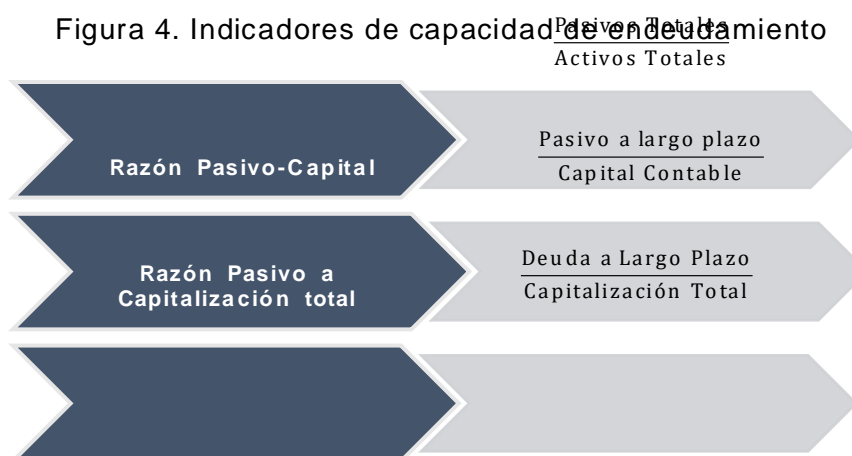 Figura 4. Indicadores de capacidad de endeudamiento
Pasivos Totales
Activos Totales
Razón Pasivo-Capital
Pasivo a largo plazo
Capital Contable
Razón Pasivo a
Capitalización total
Deuda a Largo Plazo
Capitalización Total